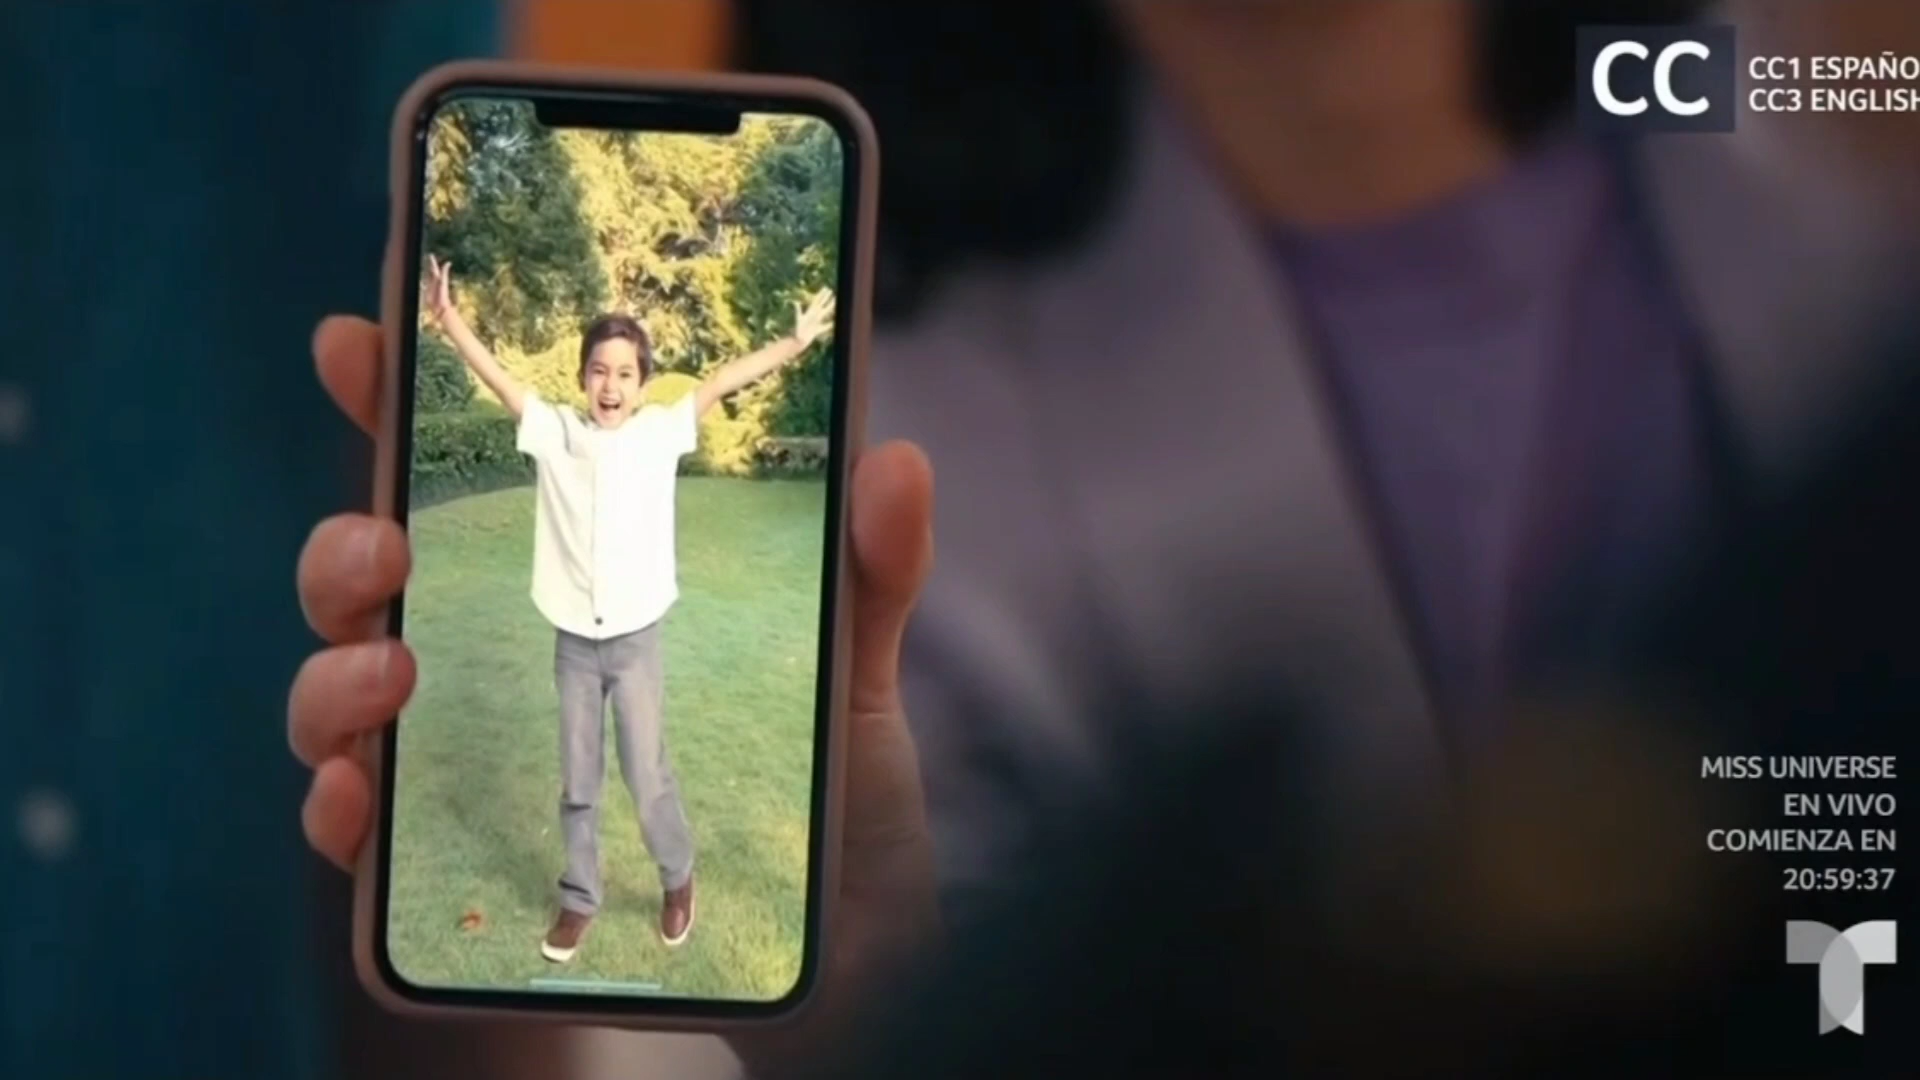 CC
CC1 ESPAÑO
CC3 ENGLISH
MISS UNIVERSE
EN VIVO
COMIENZA EN
20:59:37